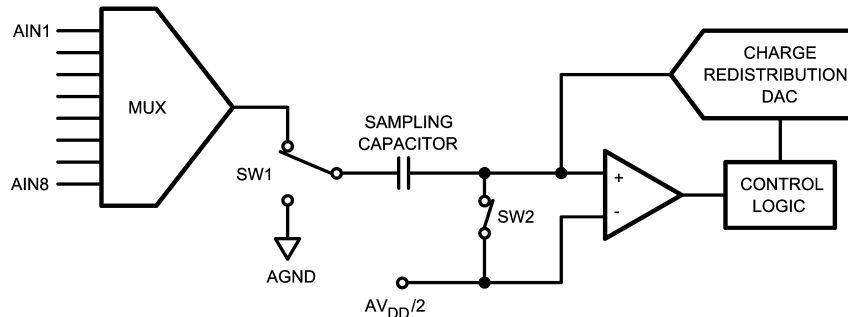 AIN1
MUX
AIN8
SW1
AGND
SAMPLING
CAPACITOR
SW2
AVDD/2
+
-
CHARGE
REDISTRIBUTION
DAC
CONTROL
LOGIC